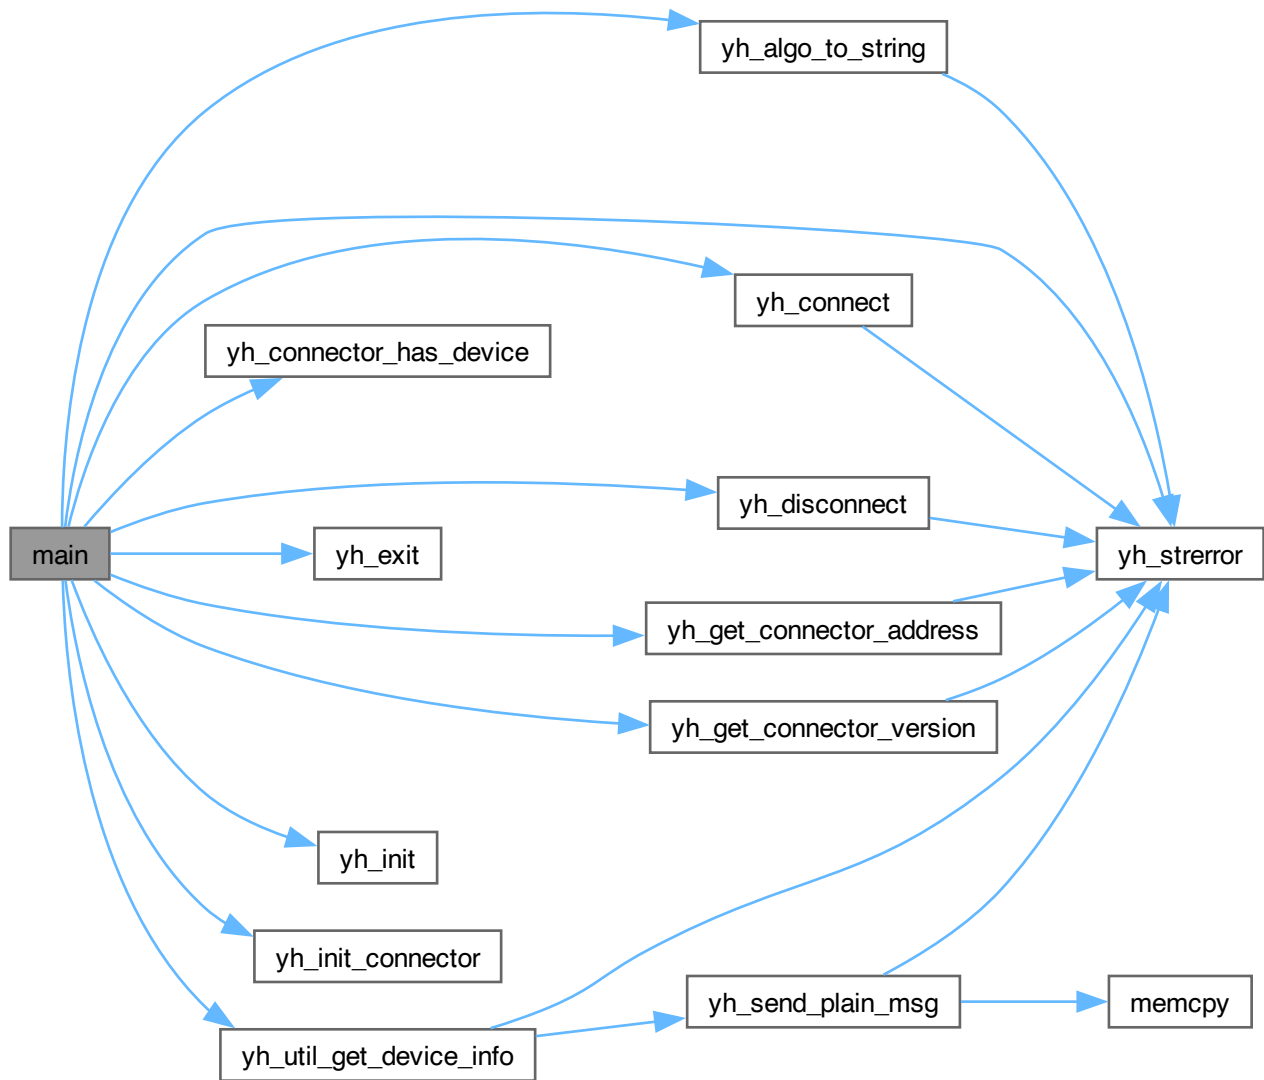 yh_algo_to_string
yh_connect
yh_connector_has_device
yh_disconnect
main
yh_exit
yh_strerror
yh_get_connector_address
yh_get_connector_version
yh_init
yh_init_connector
yh_send_plain_msg
memcpy
yh_util_get_device_info